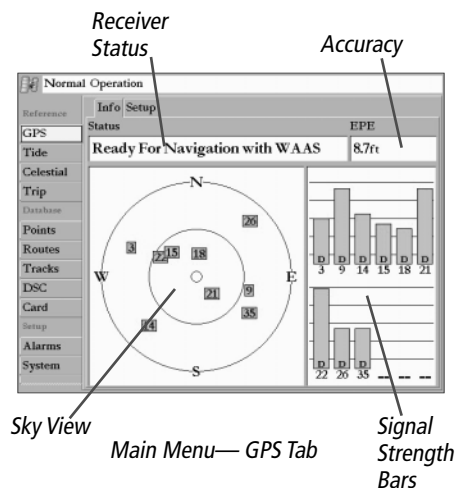 Receiver
Status
Accuracy
Normal Operation
Reference
GPS
Tide
Celestial
Trip
Database
Points
Routes
Tracks
DSC
Card
Setup
Alarms
System
Info Setup
Status
EPE
Ready For Navigation with WAAS
8.7ft
N
26
3
22
15
18
W
E
21
9
35
14
S
D D D D D D
3 9 14 15 18 21
D D D
22 26 35 -- -- --
Sky View
Main Menu— GPS Tab
Signal
Strength
Bars